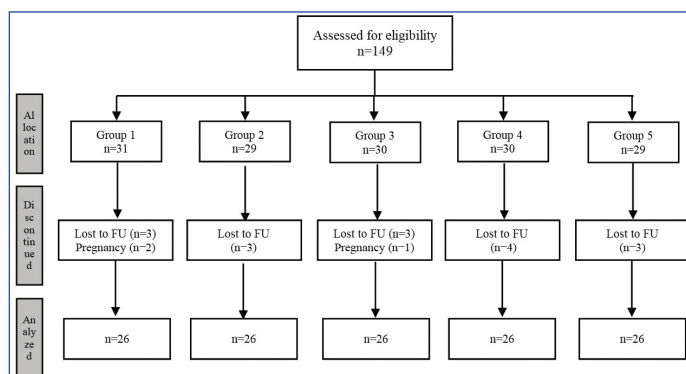 Assessed for eligibility
n=149
Al
locati
on
Group 1
n=31
Group 2
n=29
Group 3
n=30
Group 4
n=30
Group 5
n=29
Di
sc
on
tin
ue
d
Lost to FU (n=3)
Pregnancy (n=2)
Lost to FU
(n=3)
Lost to FU (n=3)
Pregnancy (n=1)
Lost to FU
(n=4)
Lost to FU
(n=3)
An
aly
ze
d
n=26
n=26
n=26
n=26
n=26